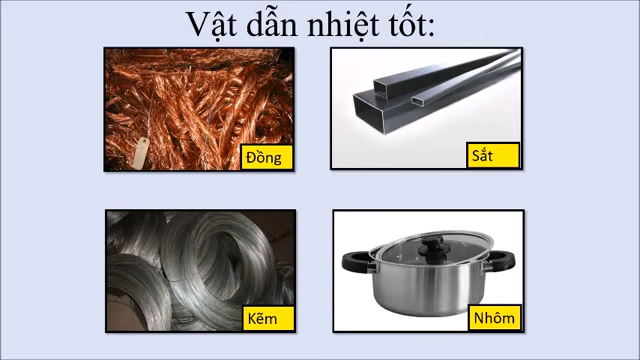 Vật dẫn nhiệt tốt:
Đồng
Sắt
Kẽm
Nhôm